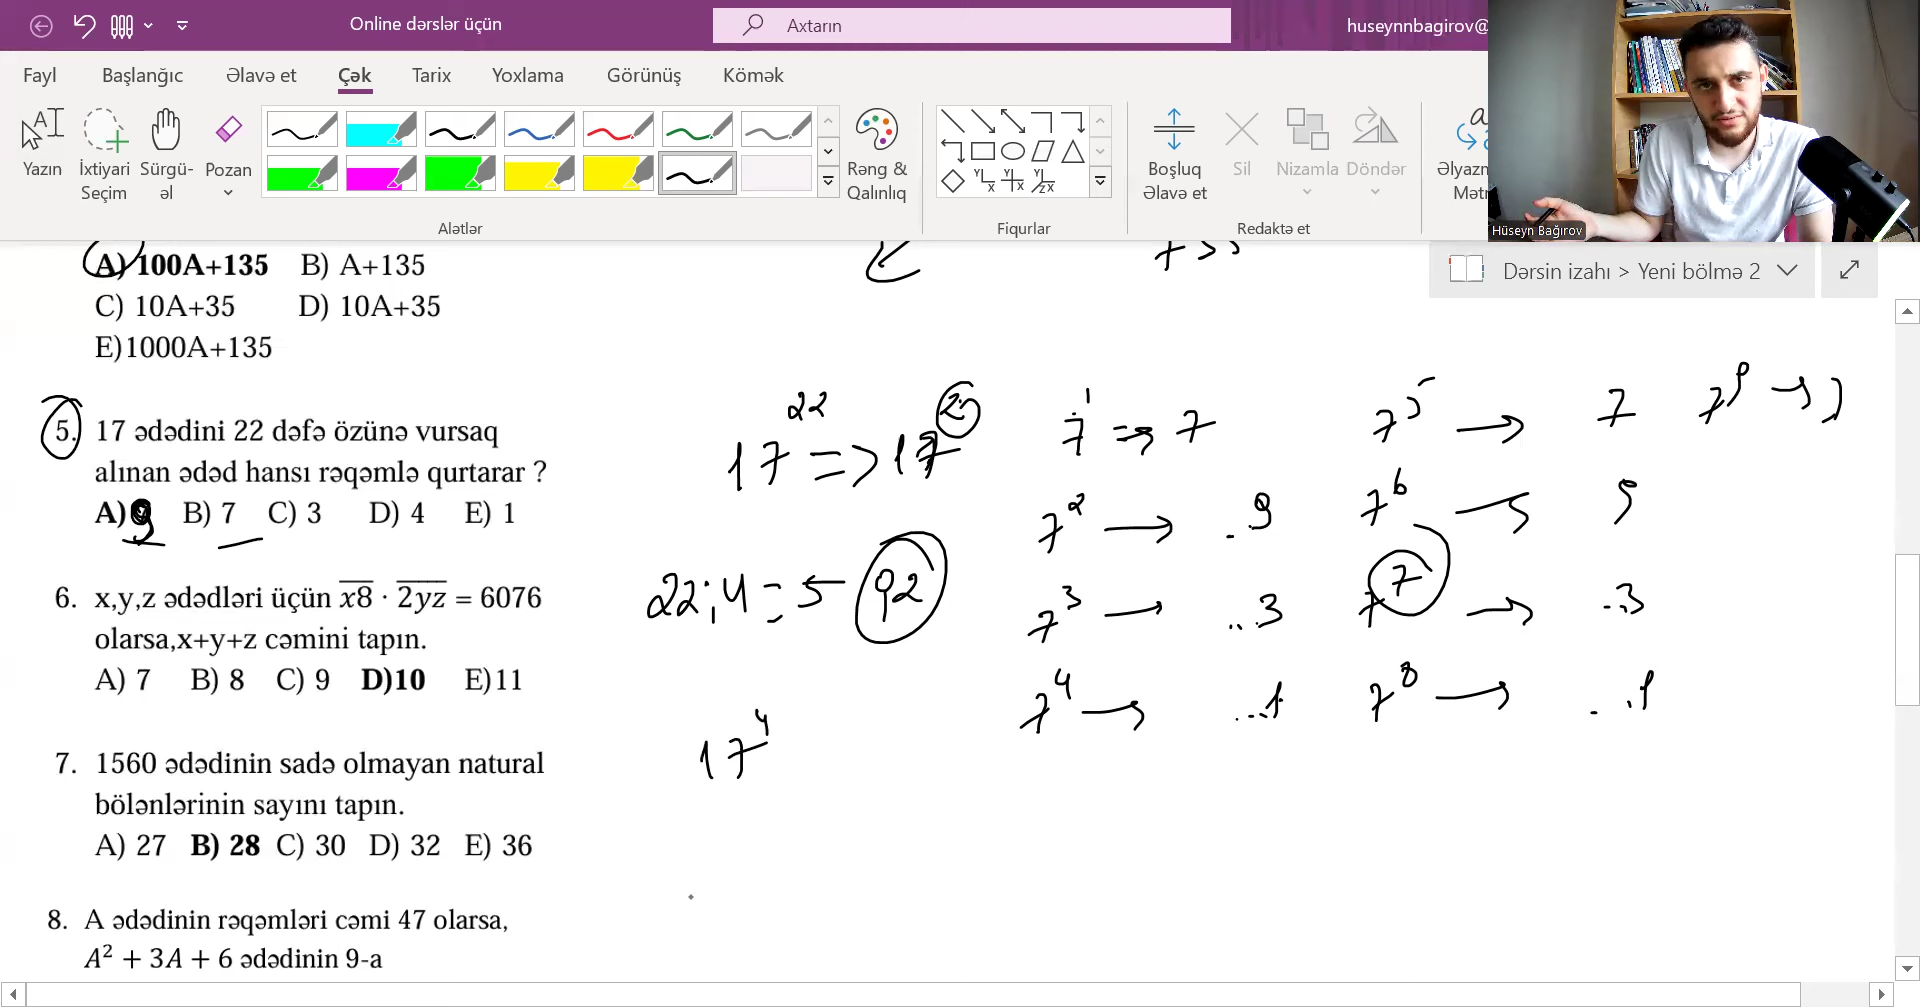 Online dərslər üçün
Axtarın
huseynnbagirov@
Fayl Başlanğıc Əlavə et Çək Tarix Yoxlama Görünüş Kömək
Yazın
İxtiyari Seçim
Sürgü-əl
Pozan
Rəng & Qalınlıq
Boşluq Əlavə et
Sil
Nizamla
Döndər
Alətlər
Fiqurlar
Redaktə et
Hüseyn Bağırov
Dərsin izahı > Yeni bölmə 2
A) 100A+135 B) A+135
C) 10A+35 D) 10A+35
E)1000A+135
5. 17 ədədini 22 dəfə özünə vursaq
alınan ədəd hansı rəqəmlə qurtarar ?
A) 9 B) 7 C) 3 D) 4 E) 1
6. x,y,z ədədləri üçün x̅8̅ · 2̅y̅z̅ = 6076
olarsa,x+y+z cəmini tapın.
A) 7 B) 8 C) 9 D)10 E)11
7. 1560 ədədinin sadə olmayan natural
bölənlərinin sayını tapın.
A) 27 B) 28 C) 30 D) 32 E) 36
8. A ədədinin rəqəmləri cəmi 47 olarsa,
A² + 3A + 6 ədədinin 9-a
17²² => 17
22:4=5 q2
17⁴
7¹ => 7
7² → ..9
7³ → ..3
7⁴ → ...1
7⁵ → 7
7⁶ → 9
7⁷ → ..3
7⁸ → ...1
7⁹ →